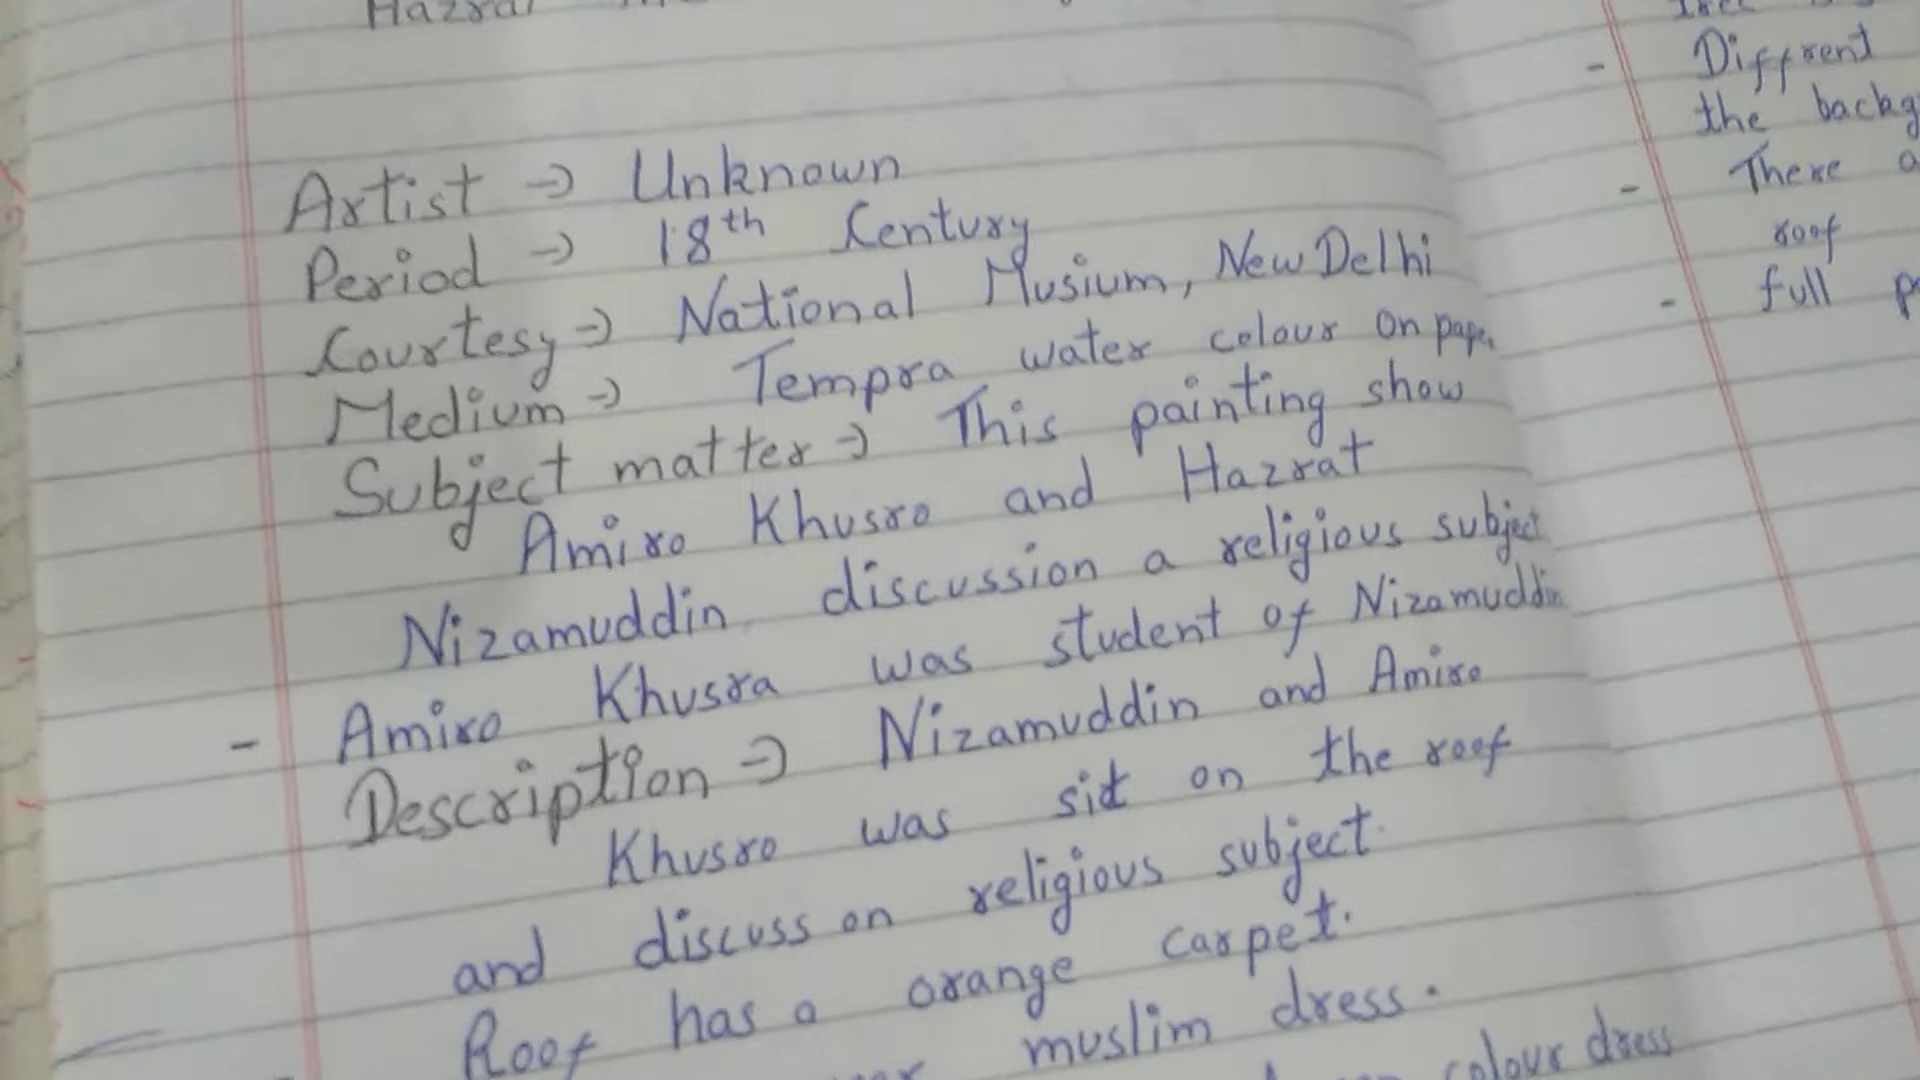 Hazrat
Artist → Unknown
Period → 18th Century
Courtesy → National Musium, New Delhi
Medium → Tempra water colour on paper
Subject matter → This painting show
Amiro Khusro and Hazrat
Nizamuddin discussion a religious subject
- Amiro Khusra was student of Nizamuddin
Description → Nizamuddin and Amiro
Khusro was sit on the roof
and discuss on religious subject.
Roof has a orange carpet.
muslim dress.
colour dress
- Diffrent
the backg
- There a
roof
- full p